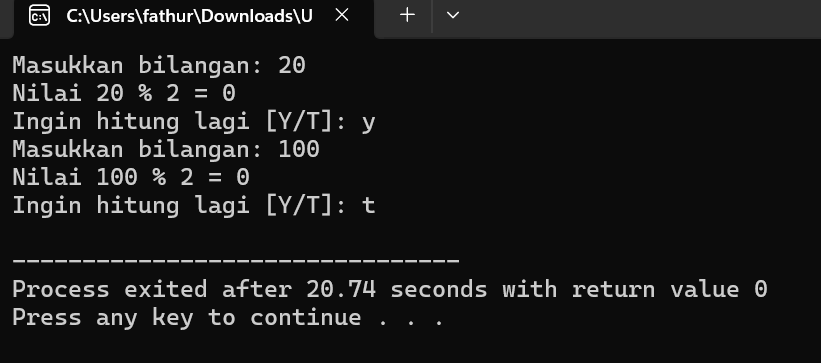 C:\Users\fathur\Downloads\U
Masukkan bilangan: 20
Nilai 20 % 2 = 0
Ingin hitung lagi [Y/T]: y
Masukkan bilangan: 100
Nilai 100 % 2 = 0
Ingin hitung lagi [Y/T]: t
--------------------------------
Process exited after 20.74 seconds with return value 0
Press any key to continue . . .